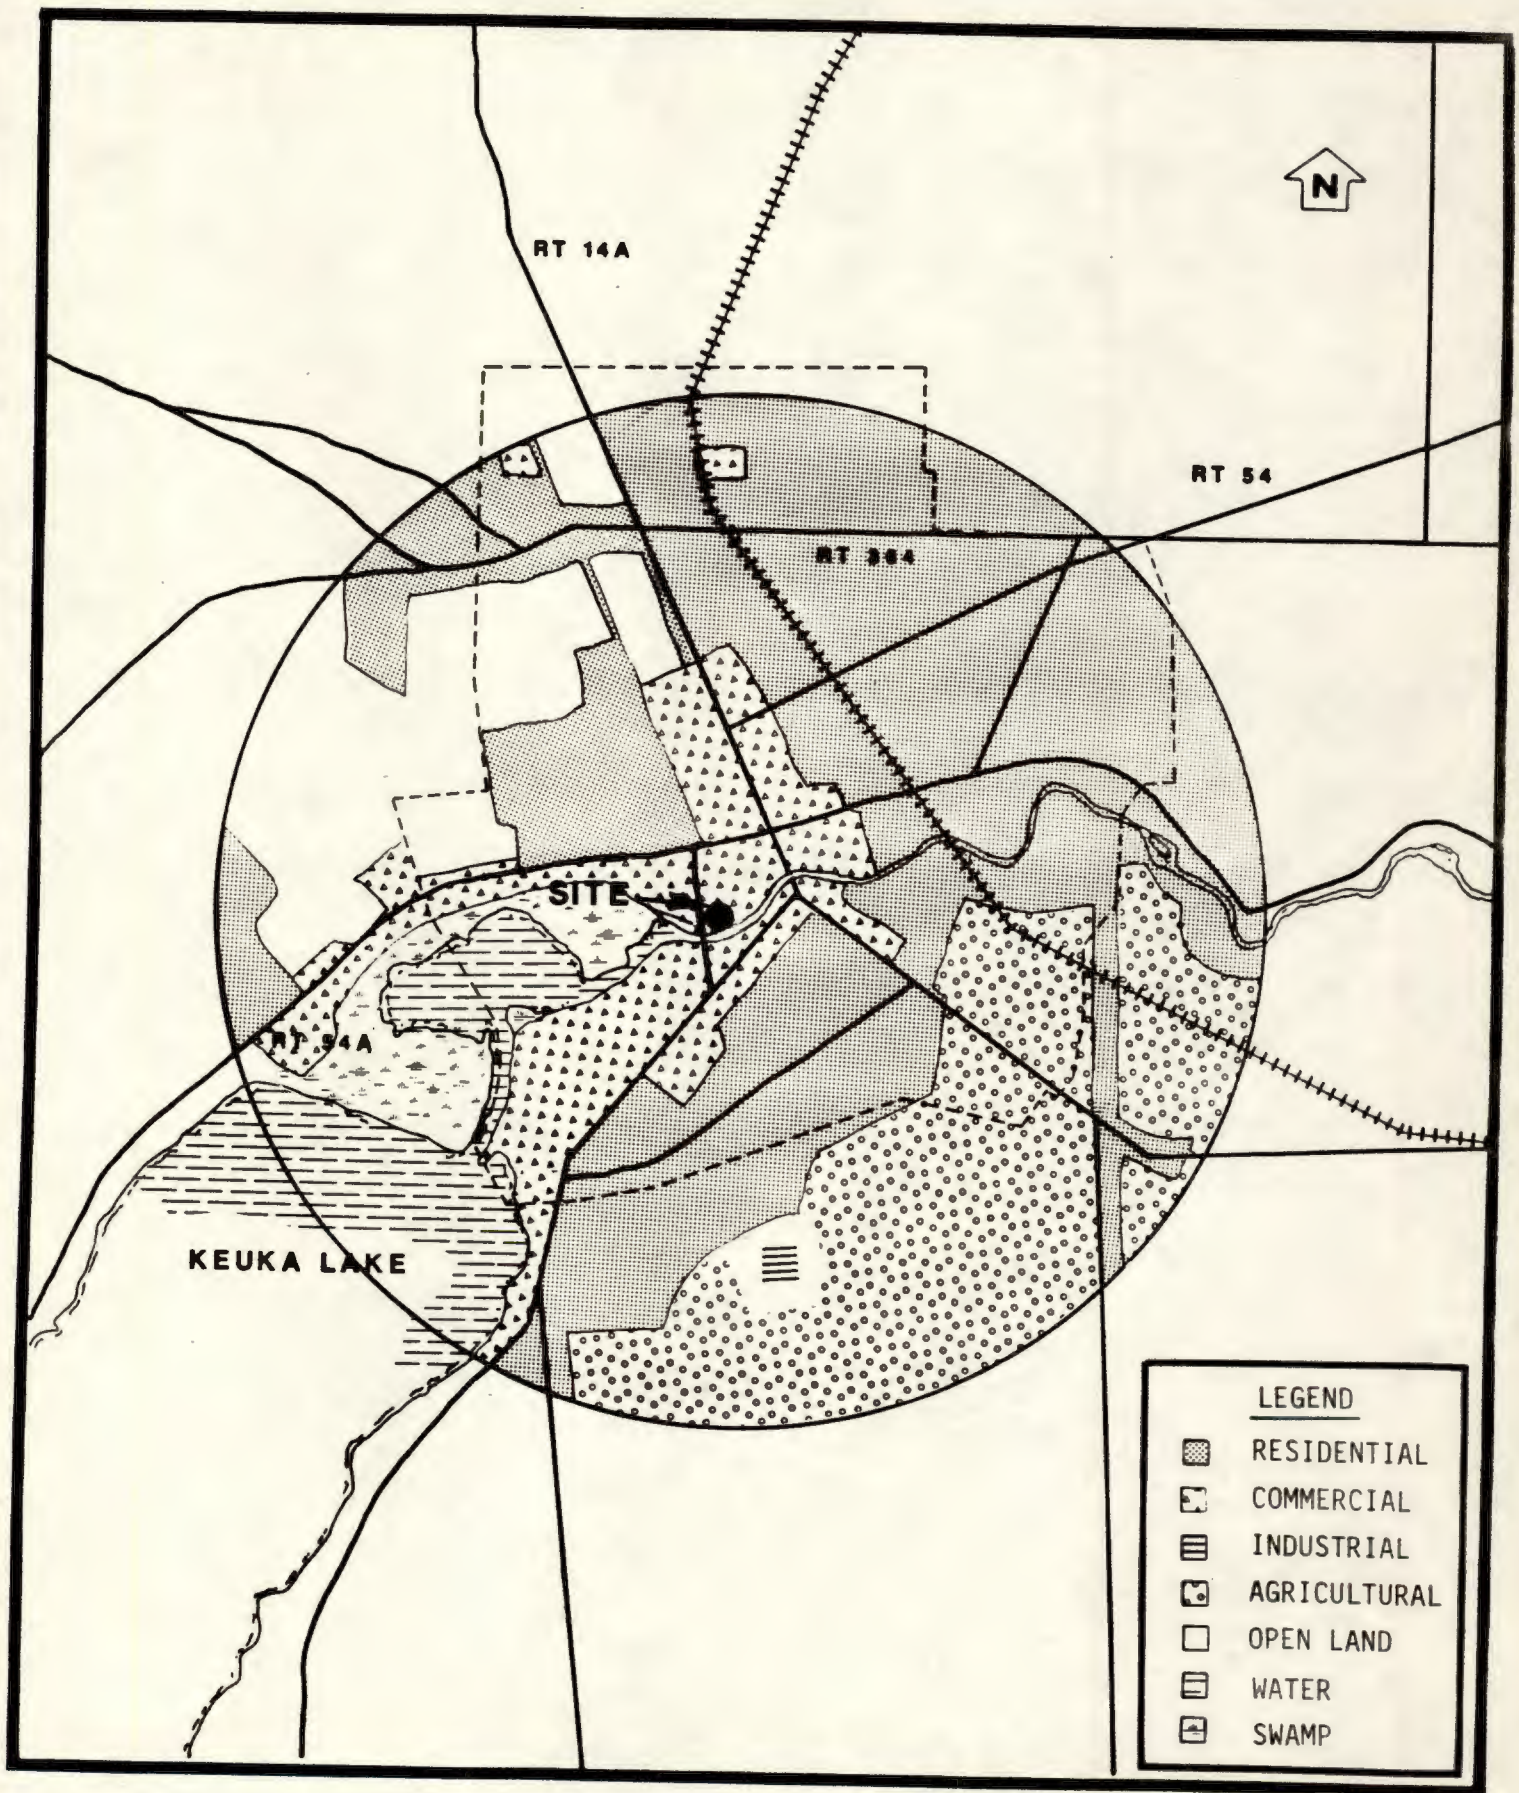 N
RT 14A
RT 54
RT 364
SITE
RT 54A
KEUKA LAKE
LEGEND
RESIDENTIAL
COMMERCIAL
INDUSTRIAL
AGRICULTURAL
OPEN LAND
WATER
SWAMP